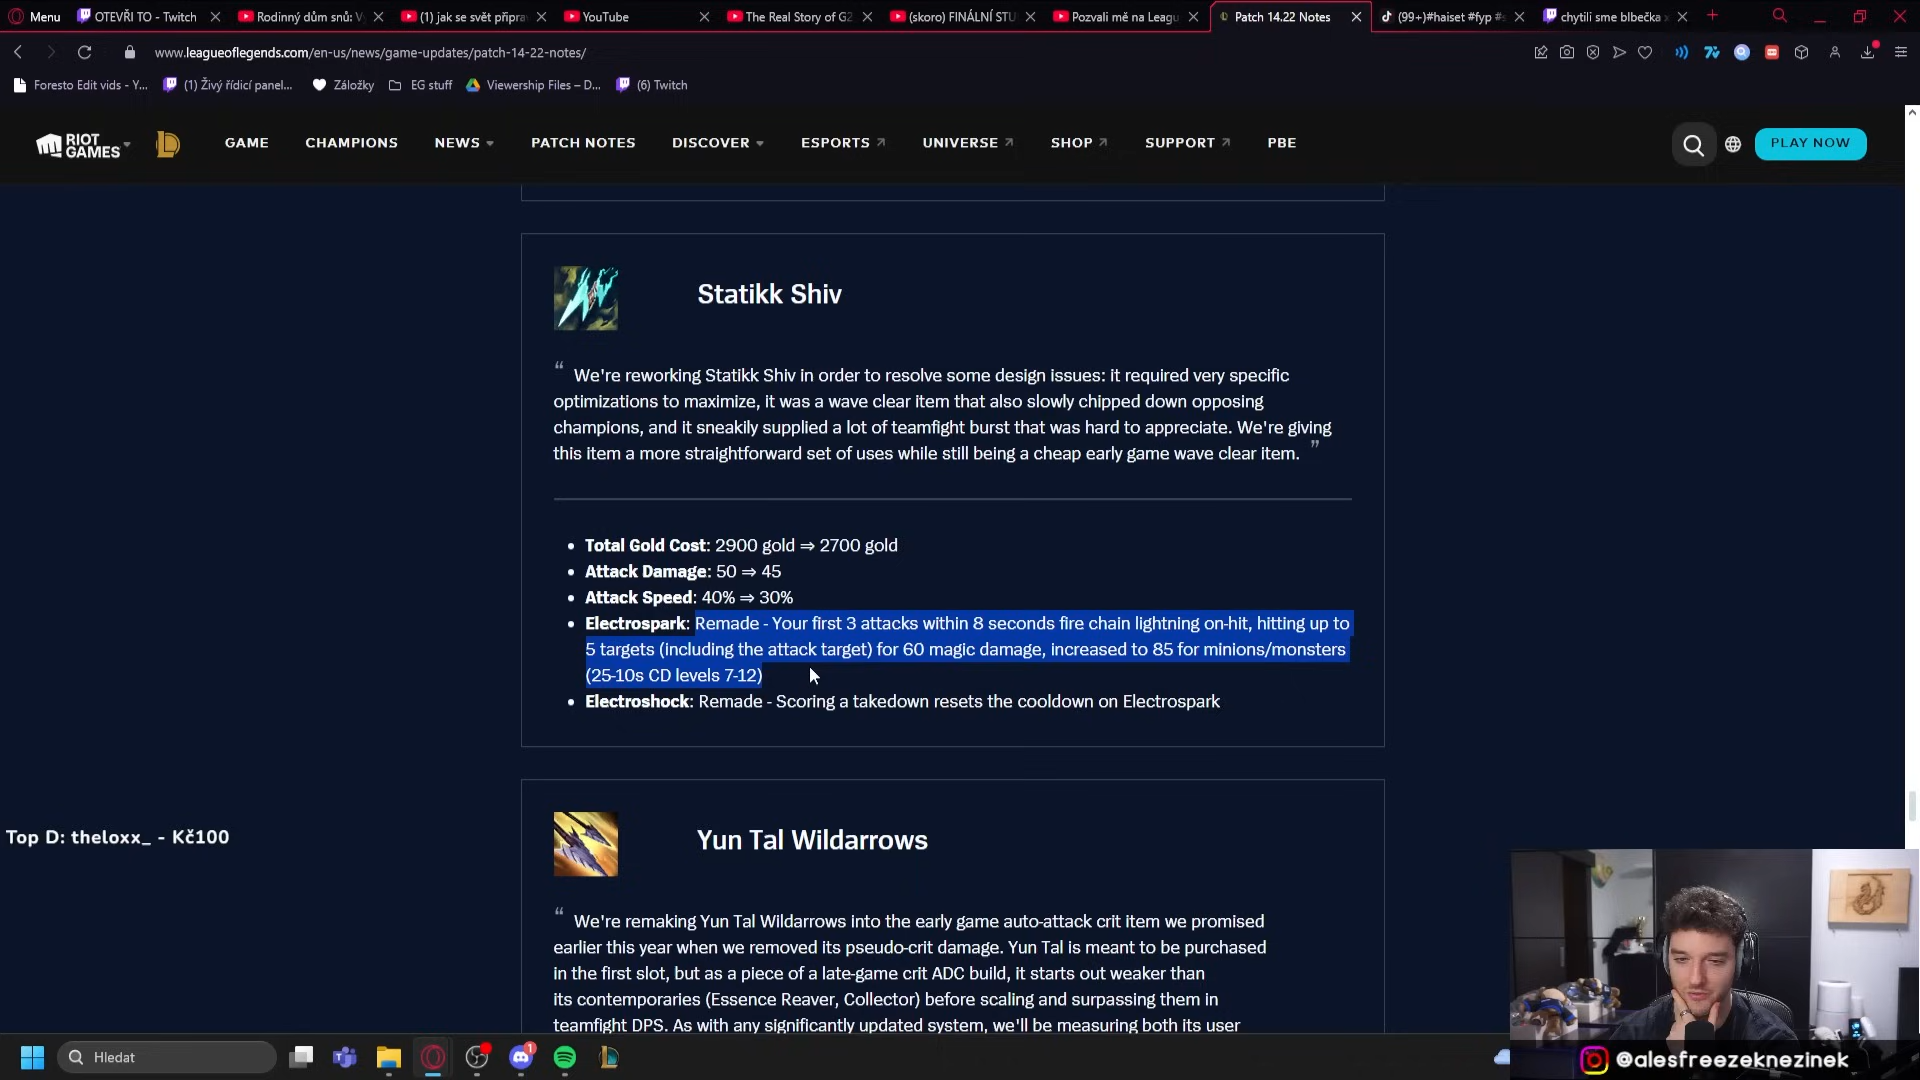 Menu
OTEVŘI TO - Twitch
Rodinný dům snů: V
(1) jak se svět připra
YouTube
The Real Story of G2
(skoro) FINÁLNÍ STU
Pozvali mě na Leagu
Patch 14.22 Notes
(99+)#haiset #fyp #s
chytili sme blbečka
www.leagueoflegends.com/en-us/news/game-updates/patch-14-22-notes/
Foresto Edit vids - Y...
(1) Živý řídicí panel...
Záložky
EG stuff
Viewership Files – D...
(6) Twitch
RIOT GAMES
GAME
CHAMPIONS
NEWS
PATCH NOTES
DISCOVER
ESPORTS
UNIVERSE
SHOP
SUPPORT
PBE
PLAY NOW
Statikk Shiv
“ We're reworking Statikk Shiv in order to resolve some design issues: it required very specific
optimizations to maximize, it was a wave clear item that also slowly chipped down opposing
champions, and it sneakily supplied a lot of teamfight burst that was hard to appreciate. We're giving
this item a more straightforward set of uses while still being a cheap early game wave clear item. ”
• Total Gold Cost: 2900 gold ⇒ 2700 gold
• Attack Damage: 50 ⇒ 45
• Attack Speed: 40% ⇒ 30%
• Electrospark: Remade - Your first 3 attacks within 8 seconds fire chain lightning on-hit, hitting up to
5 targets (including the attack target) for 60 magic damage, increased to 85 for minions/monsters
(25-10s CD levels 7-12)
• Electroshock: Remade - Scoring a takedown resets the cooldown on Electrospark
Yun Tal Wildarrows
Top D: theloxx_ - Kč100
“ We're remaking Yun Tal Wildarrows into the early game auto-attack crit item we promised
earlier this year when we removed its pseudo-crit damage. Yun Tal is meant to be purchased
in the first slot, but as a piece of a late-game crit ADC build, it starts out weaker than
its contemporaries (Essence Reaver, Collector) before scaling and surpassing them in
teamfight DPS. As with any significantly updated system, we'll be measuring both its user
Hledat
1
@alesfreezeknezinek